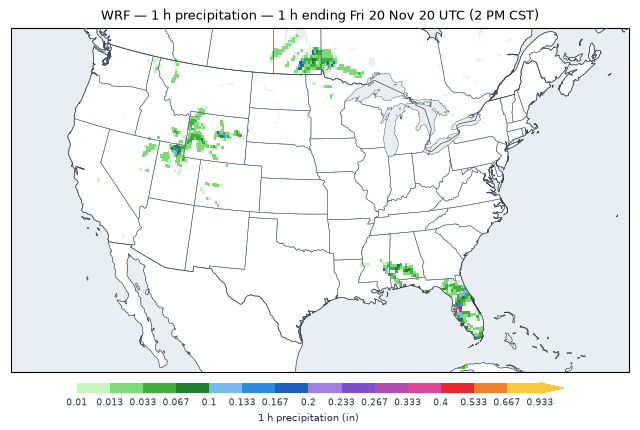 WRF — 1 h precipitation — 1 h ending Fri 20 Nov 20 UTC (2 PM CST)
0.01 0.013 0.033 0.067 0.1 0.133 0.167 0.2 0.233 0.267 0.333 0.4 0.533 0.667 0.933
1 h precipitation (in)